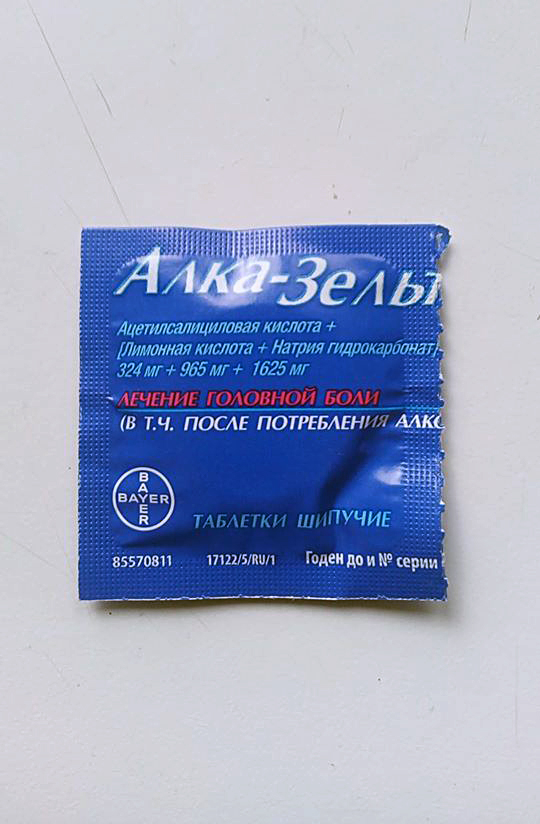 Алка-Зельт
Ацетилсалициловая кислота +
[Лимонная кислота + Натрия гидрокарбонат]
324 мг + 965 мг + 1625 мг
ЛЕЧЕНИЕ ГОЛОВНОЙ БОЛИ
(В Т.Ч. ПОСЛЕ ПОТРЕБЛЕНИЯ АЛКО
BAYER
BAYER
ТАБЛЕТКИ ШИПУЧИЕ
85570811 17122/5/RU/1 Годен до и № серии